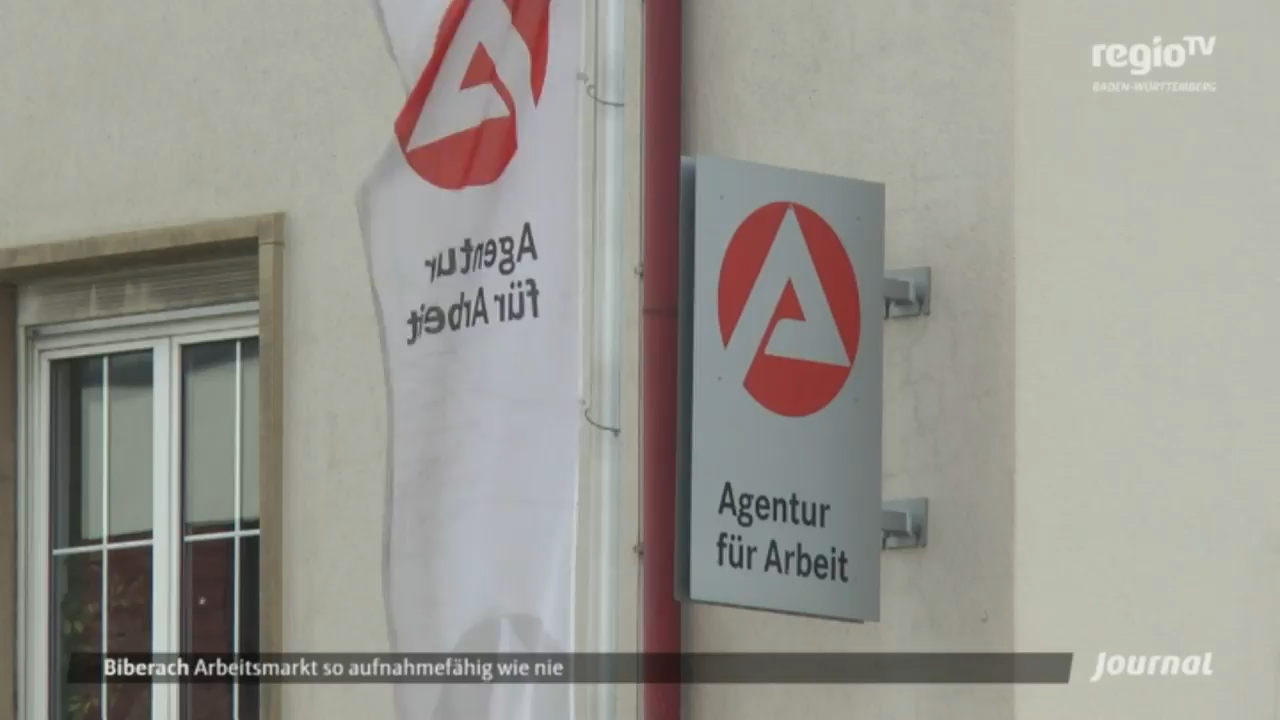 regioTV
BADEN-WÜRTTEMBERG
Agentur
für Arbeit
Agentur
für Arbeit
Biberach Arbeitsmarkt so aufnahmefähig wie nie
Journal